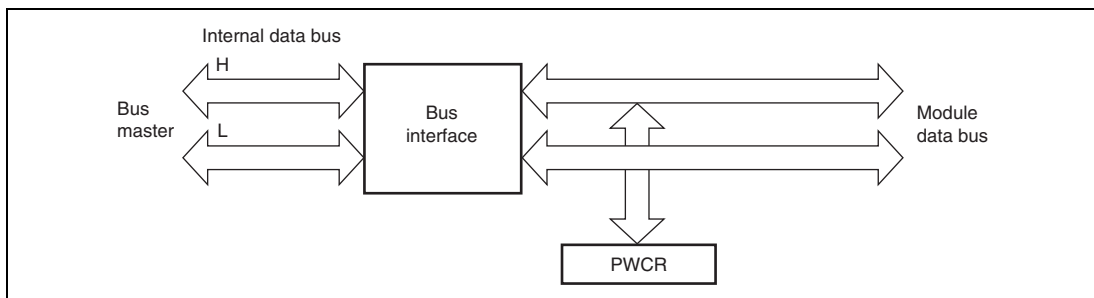 Internal data bus
H
Bus
master
L
Bus
interface
Module
data bus
PWCR